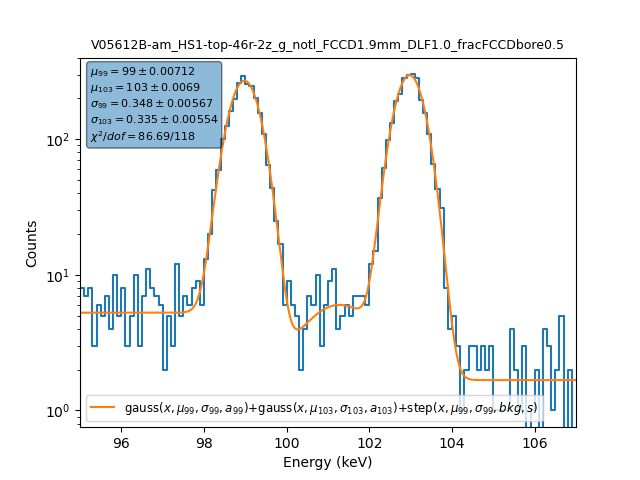 V05612B-am_HS1-top-46r-2z_g_notl_FCCD1.9mm_DLF1.0_fracFCCDbore0.5
μ99 = 99 ± 0.00712
μ103 = 103 ± 0.0069
σ99 = 0.348 ± 0.00567
σ103 = 0.335 ± 0.00554
χ²/dof = 86.69/118
10²
10¹
10⁰
Counts
gauss(x, μ99, σ99, a99)+gauss(x, μ103, σ103, a103)+step(x, μ99, σ99, bkg, s)
96 98 100 102 104 106
Energy (keV)